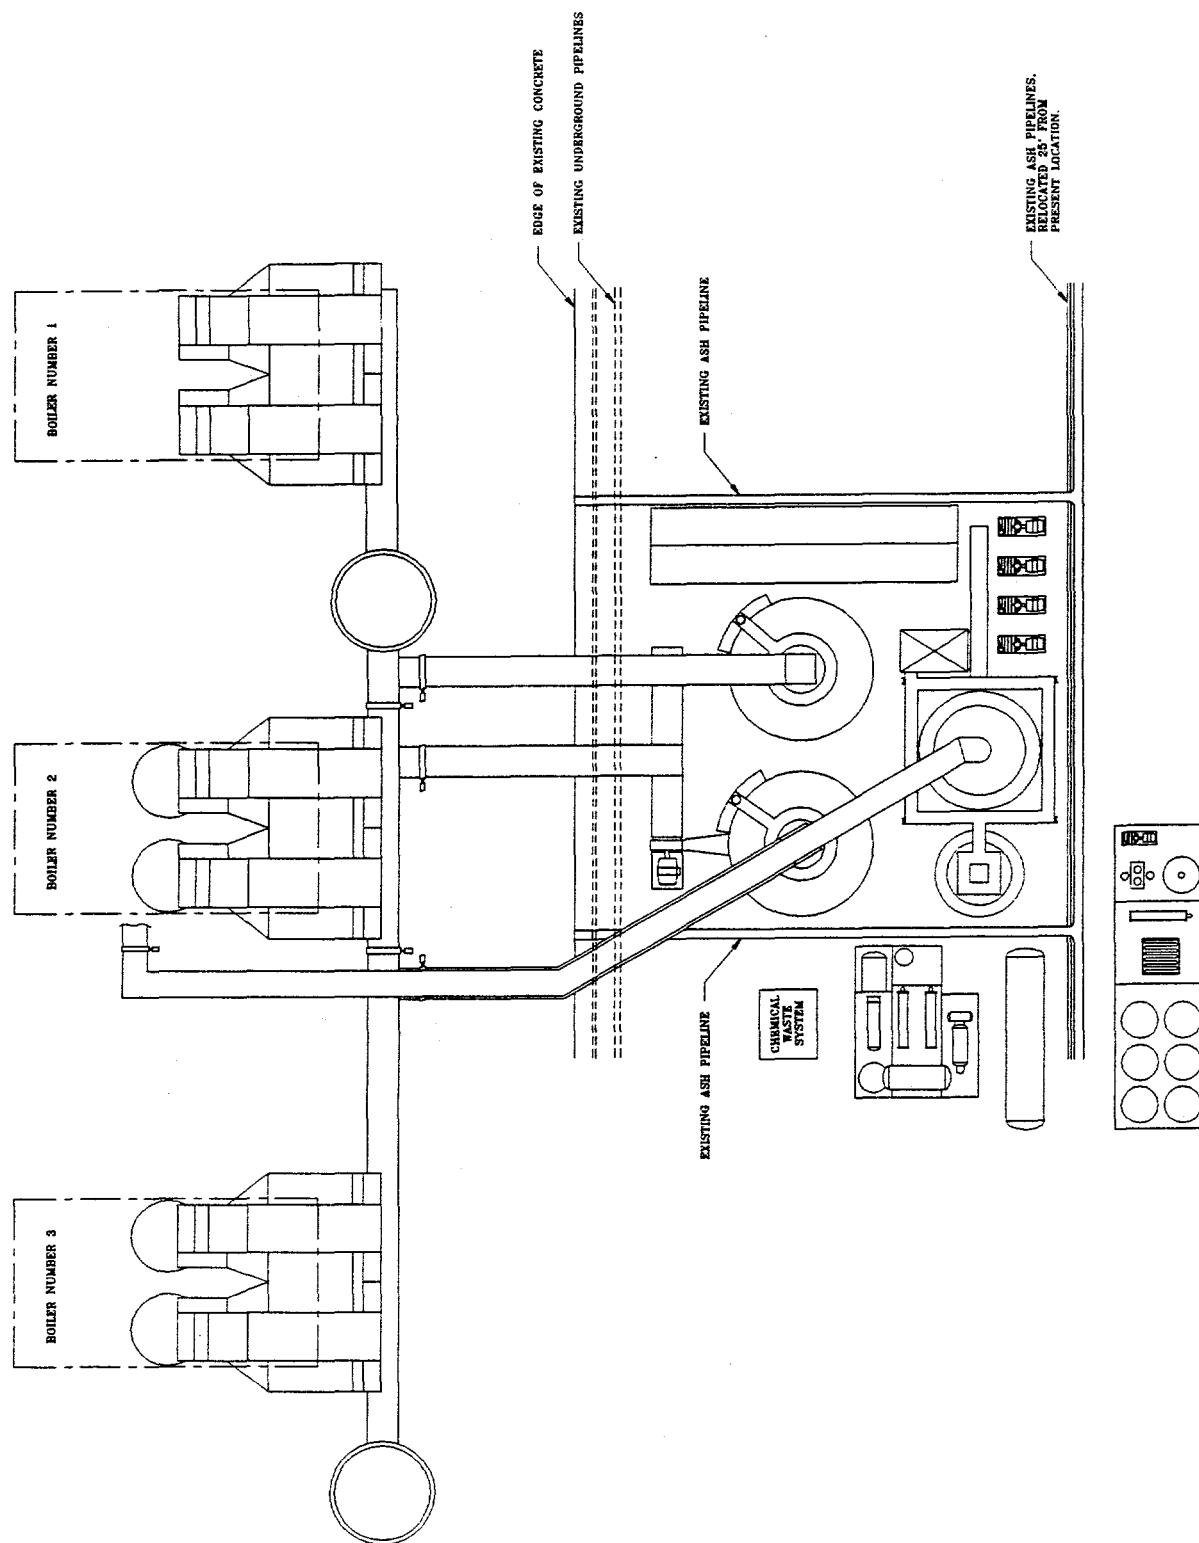 BOILER NUMBER 3
BOILER NUMBER 2
BOILER NUMBER 1
EDGE OF EXISTING CONCRETE
EXISTING UNDERGROUND PIPELINES
EXISTING ASH PIPELINE
EXISTING ASH PIPELINE
CHEMICAL
WASTE
SYSTEM
EXISTING ASH PIPELINES.
RELOCATED 25' FROM
PRESENT LOCATION.